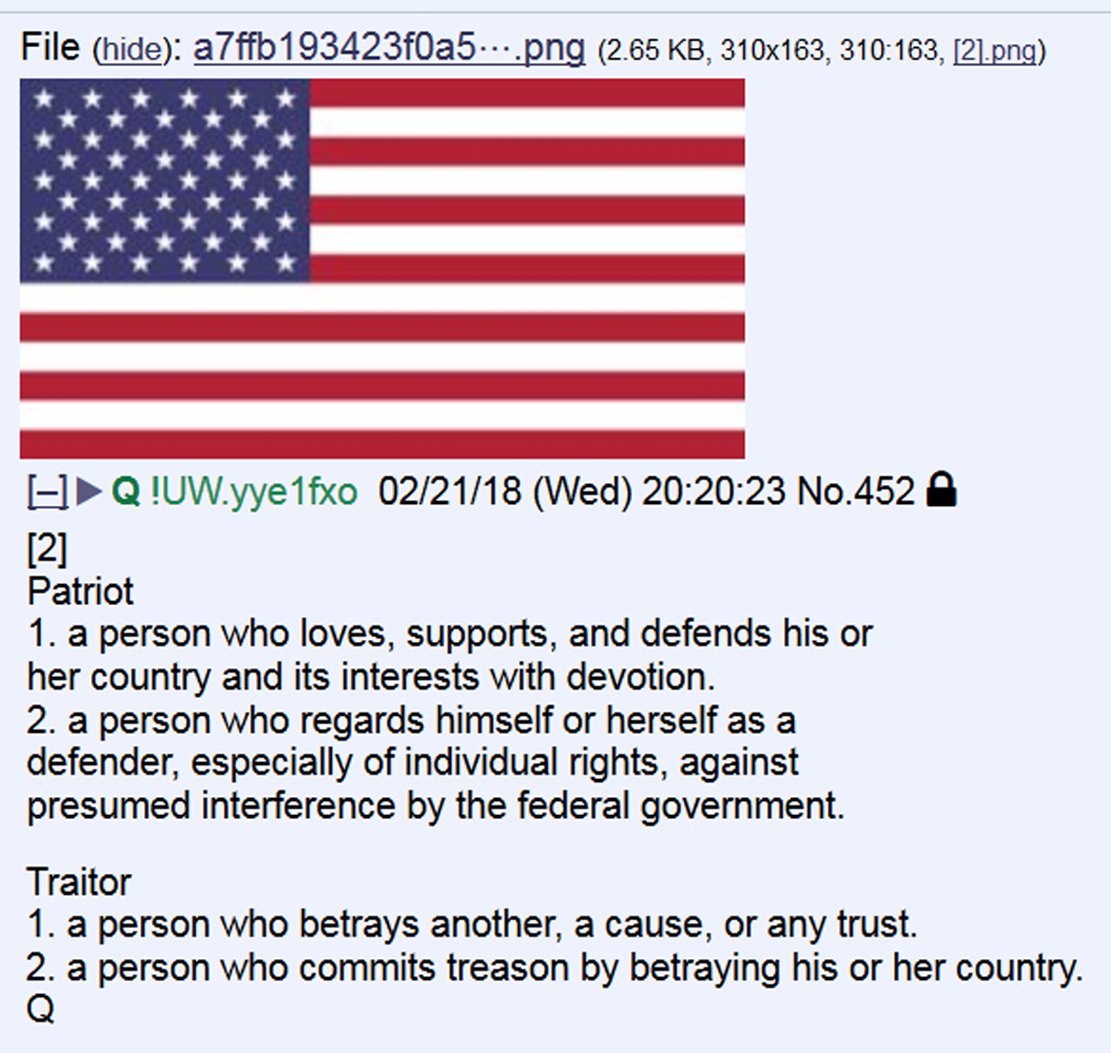 File (hide): a7ffb193423f0a5....png (2.65 KB, 310x163, 310:163, [2].png)
[–] ▶ Q !UW.yye1fxo 02/21/18 (Wed) 20:20:23 No.452
[2]
Patriot
1. a person who loves, supports, and defends his or
her country and its interests with devotion.
2. a person who regards himself or herself as a
defender, especially of individual rights, against
presumed interference by the federal government.
Traitor
1. a person who betrays another, a cause, or any trust.
2. a person who commits treason by betraying his or her country.
Q